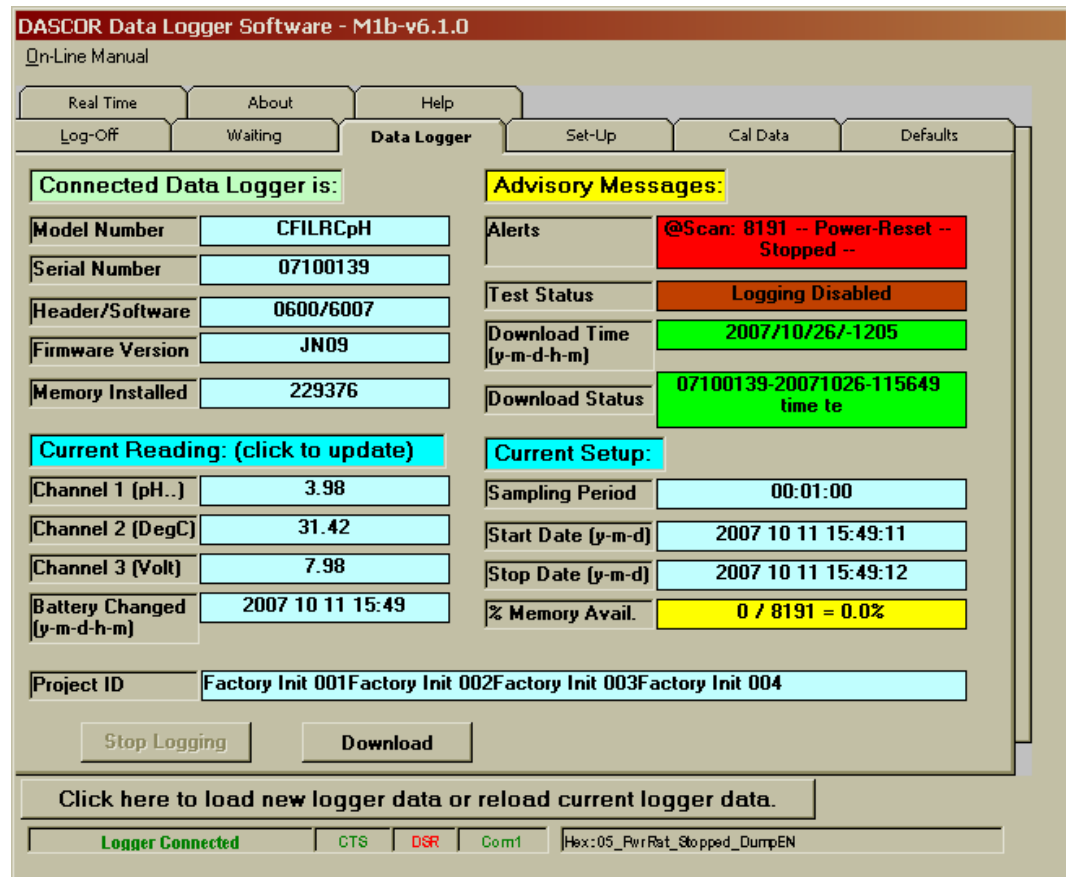 DASCOR Data Logger Software - M1b-v6.1.0
On-Line Manual
Real Time
About
Help
Log-Off
Waiting
Data Logger
Set-Up
Cal Data
Defaults
Connected Data Logger is:
Model Number
CFILRCpH
Serial Number
07100139
Header/Software
0600/6007
Firmware Version
JN09
Memory Installed
229376
Current Reading: (click to update)
Channel 1 (pH..)
3.98
Channel 2 (DegC)
31.42
Channel 3 (Volt)
7.98
Battery Changed
(y-m-d-h-m)
2007 10 11 15:49
Advisory Messages:
Alerts
@Scan: 8191 -- Power-Reset --
Stopped --
Test Status
Logging Disabled
Download Time
(y-m-d-h-m)
2007/10/26/-1205
Download Status
07100139-20071026-115649
time te
Current Setup:
Sampling Period
00:01:00
Start Date (y-m-d)
2007 10 11 15:49:11
Stop Date (y-m-d)
2007 10 11 15:49:12
% Memory Avail.
0 / 8191 = 0.0%
Project ID
Factory Init 001Factory Init 002Factory Init 003Factory Init 004
Stop Logging
Download
Click here to load new logger data or reload current logger data.
Logger Connected
CTS
DSR
Com1
Hex:05_PwrRst_Stopped_DumpEN